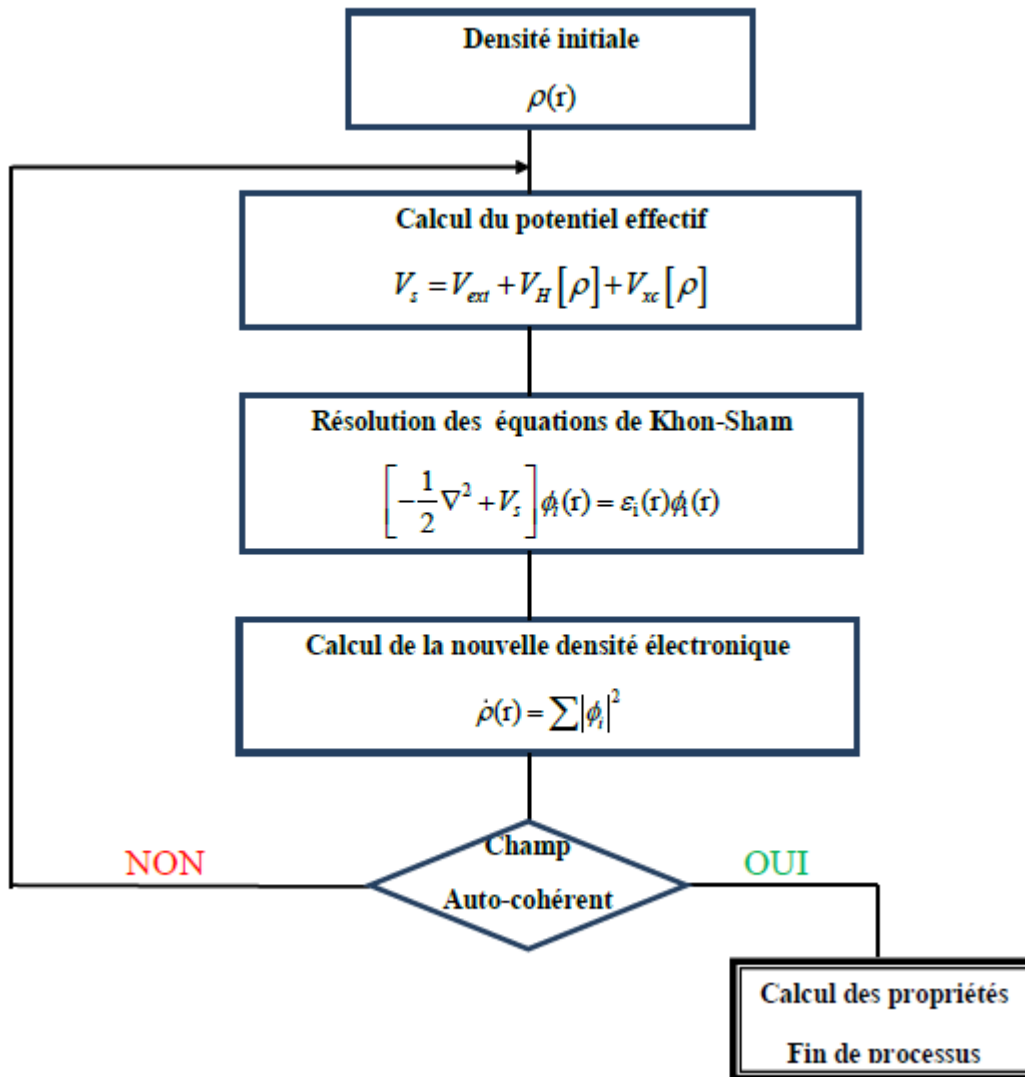 Densité initiale
ρ(r)
Calcul du potentiel effectif
V_s = V_ext + V_H [ρ] + V_xc [ρ]
Résolution des équations de Khon-Sham
[-1/2 ∇² + V_s] ϕ_i(r) = ε_i(r)ϕ_i(r)
Calcul de la nouvelle densité électronique
ρ̇(r) = ∑|ϕ_i|²
Champ
Auto-cohérent
NON
OUI
Calcul des propriétés
Fin de processus